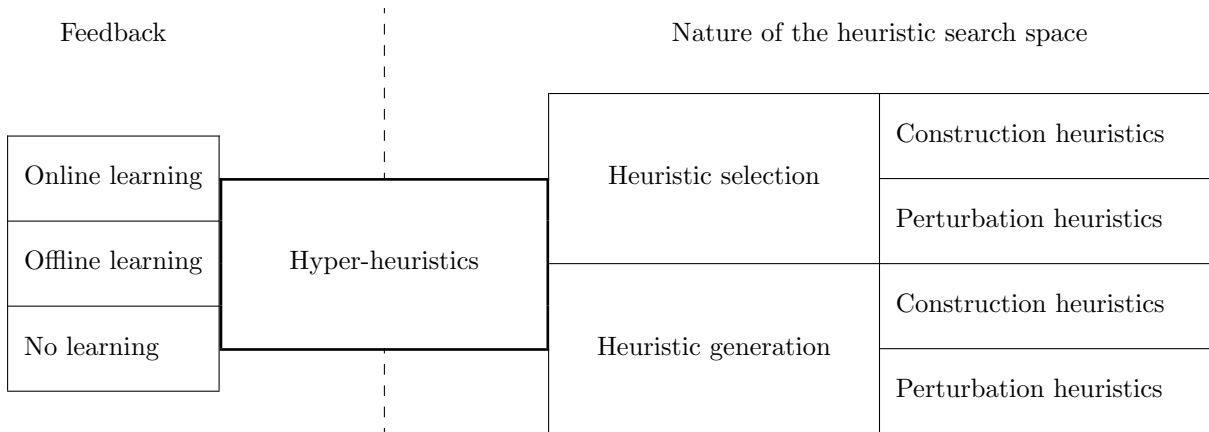 Feedback
Nature of the heuristic search space
Online learning
Offline learning
No learning
Hyper-heuristics
Heuristic selection
Construction heuristics
Perturbation heuristics
Heuristic generation
Construction heuristics
Perturbation heuristics